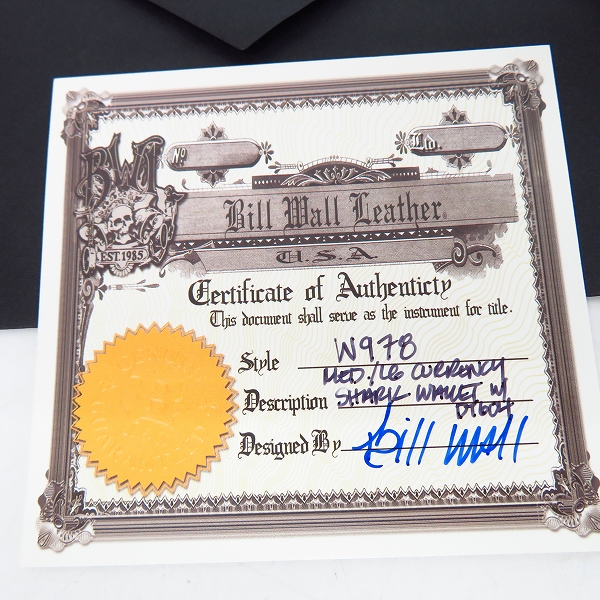 No
Ltd.
BWL
EST. 1985
Bill Wall Leather
U.S.A.
Certificate of Authenticty
This document shall serve as the instrument for title.
Style W978
MED/LG CURRENCY
Description SHARK WALLET W/
Designed By Bill Wall